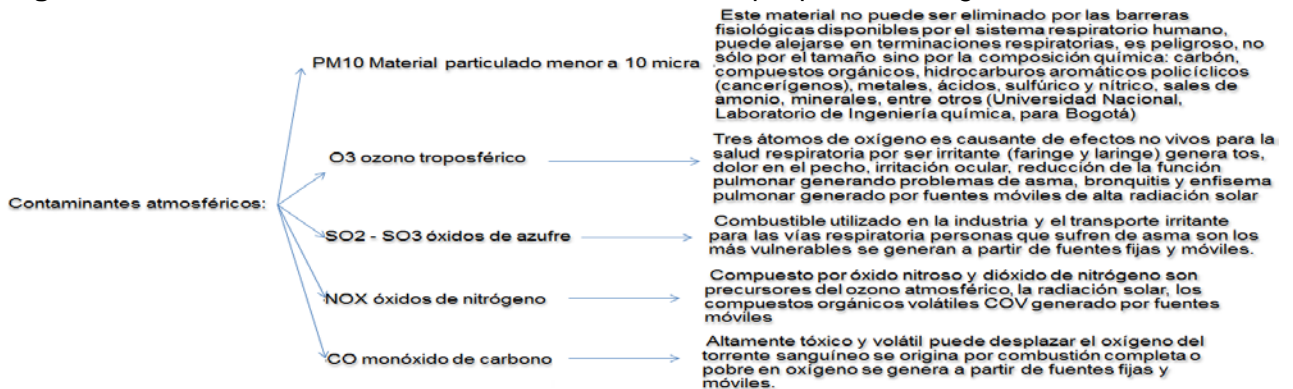 Este material no puede ser eliminado por las barreras
fisiológicas disponibles por el sistema respiratorio humano,
puede alejarse en terminaciones respiratorias, es peligroso, no
PM10 Material particulado menor a 10 micra
sólo por el tamaño sino por la composición química: carbón,
compuestos orgánicos, hidrocarburos aromáticos policíclicos
(cancerígenos), metales, ácidos, sulfúrico y nítrico, sales de
amonio, minerales, entre otros (Universidad Nacional,
Laboratorio de Ingeniería química, para Bogotá)
O3 ozono troposférico
Tres átomos de oxígeno es causante de efectos no vivos para la
salud respiratoria por ser irritante (faringe y laringe) genera tos,
dolor en el pecho, irritación ocular, reducción de la función
pulmonar generando problemas de asma, bronquitis y enfisema
pulmonar generado por fuentes móviles de alta radiación solar
Contaminantes atmosféricos:
SO2 - SO3 óxidos de azufre
Combustible utilizado en la industria y el transporte irritante
para las vías respiratoria personas que sufren de asma son los
más vulnerables se generan a partir de fuentes fijas y móviles.
NOX óxidos de nitrógeno
Compuesto por óxido nitroso y dióxido de nitrógeno son
precursores del ozono atmosférico, la radiación solar, los
compuestos orgánicos volátiles COV generado por fuentes
móviles
CO monóxido de carbono
Altamente tóxico y volátil puede desplazar el oxígeno del
torrente sanguíneo se origina por combustión completa o
pobre en oxígeno se genera a partir de fuentes fijas y
móviles.